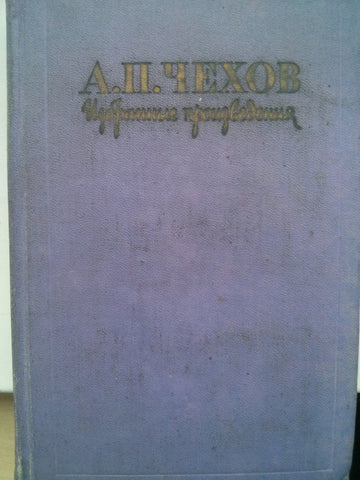 А.П.ЧЕХОВ
Избранные произведения